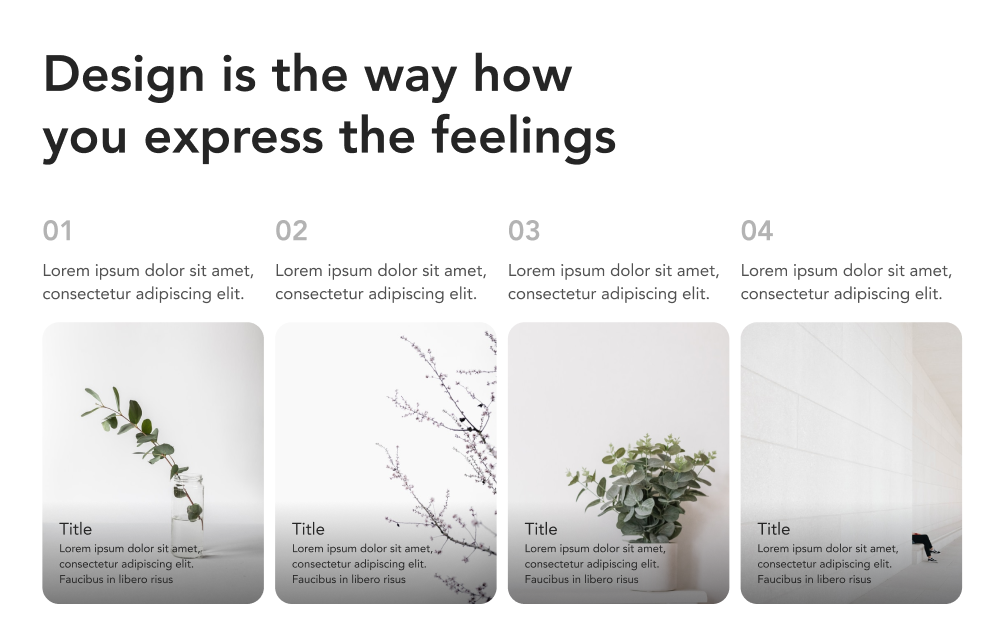 Design is the way how
you express the feelings
01
Lorem ipsum dolor sit amet,
consectetur adipiscing elit.
02
Lorem ipsum dolor sit amet,
consectetur adipiscing elit.
03
Lorem ipsum dolor sit amet,
consectetur adipiscing elit.
04
Lorem ipsum dolor sit amet,
consectetur adipiscing elit.
Title
Lorem ipsum dolor sit amet,
consectetur adipiscing elit.
Faucibus in libero risus
Title
Lorem ipsum dolor sit amet,
consectetur adipiscing elit.
Faucibus in libero risus
Title
Lorem ipsum dolor sit amet,
consectetur adipiscing elit.
Faucibus in libero risus
Title
Lorem ipsum dolor sit amet,
consectetur adipiscing elit.
Faucibus in libero risus